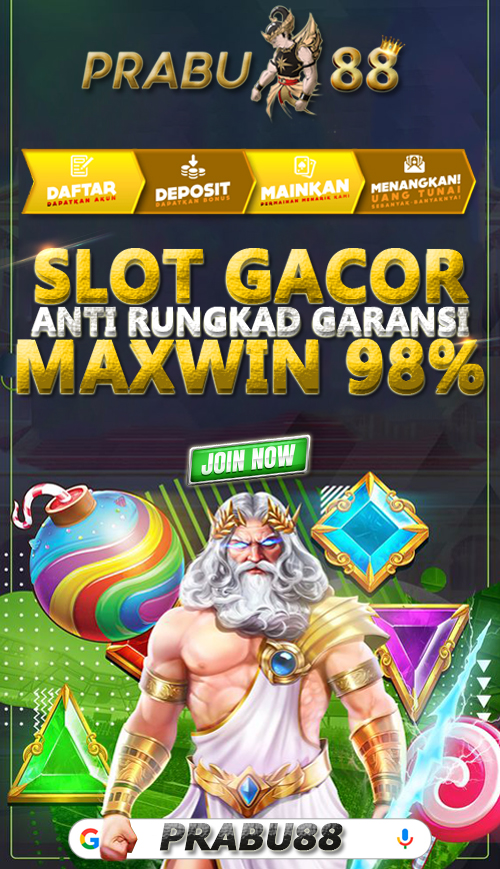 PRABU 88
DAFTAR
DAPATKAN AKUN
DEPOSIT
DAPATKAN BONUS
MAINKAN
PERMAINAN MENARIK KAMI
MENANGKAN!
UANG TUNAI
SEBANYAK BANYAKNYA!
SLOT GACOR
ANTI RUNGKAD GARANSI
MAXWIN 98%
JOIN NOW
G
PRABU88